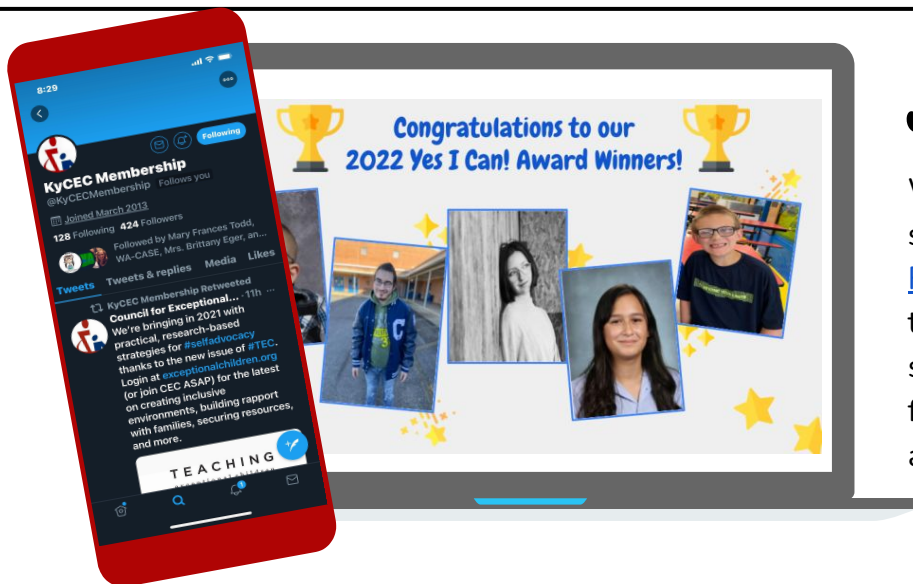 8:29
Following
KyCEC Membership
@KyCECMembership Follows you
Joined March 2013
128 Following 424 Followers
Followed by Mary Frances Todd,
WA-CASE, Mrs. Brittany Eger, an...
Tweets Tweets & replies Media Likes
KyCEC Membership Retweeted
Council for Exceptional... · 11h ...
We're bringing in 2021 with
practical, research-based
strategies for #selfadvocacy
thanks to the new issue of #TEC.
Login at exceptionalchildren.org
(or join CEC ASAP) for the latest
on creating inclusive
environments, building rapport
with families, securing resources,
and more.
TEACHING
Congratulations to our
2022 Yes I Can! Award Winners!
C